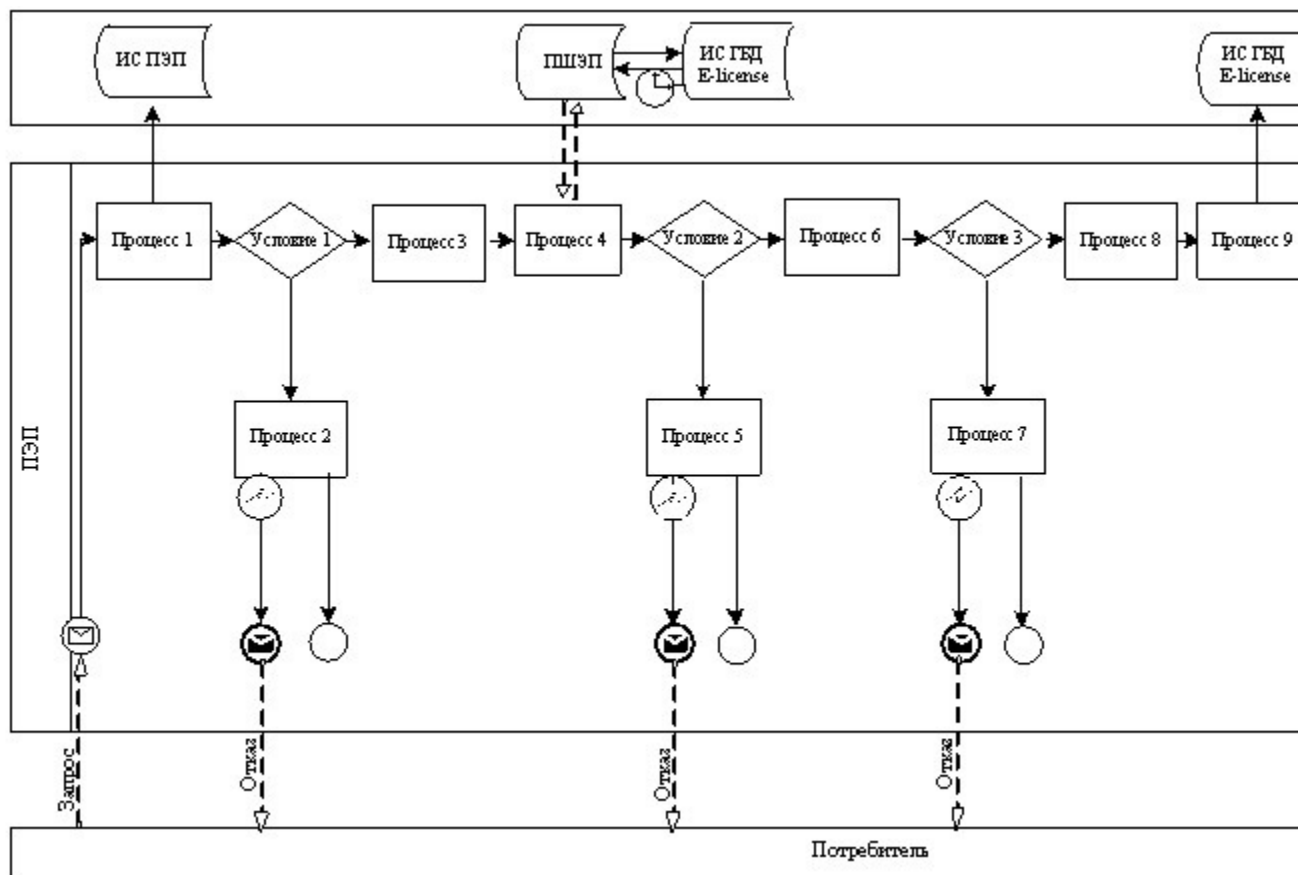 ИС ПЭП
ПШЭП
ИС ГБД
E-license
ИС ГБД
E-license
ПЭП
Процесс 1
Условие 1
Процесс 3
Процесс 4
Условие 2
Процесс 6
Условие 3
Процесс 8
Процесс 9
Процесс 2
Процесс 5
Процесс 7
Запрос
Отказ
Отказ
Отказ
Потребитель